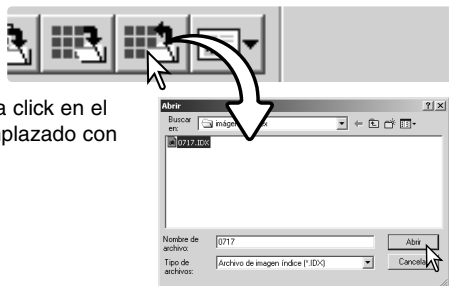 a click en el
plazado con
Abrir
Buscar en:
0717.IDX
Nombre de archivo:
0717
Abrir
Tipo de archivos:
Archivo de imagen índice (*.IDX)
Cancela